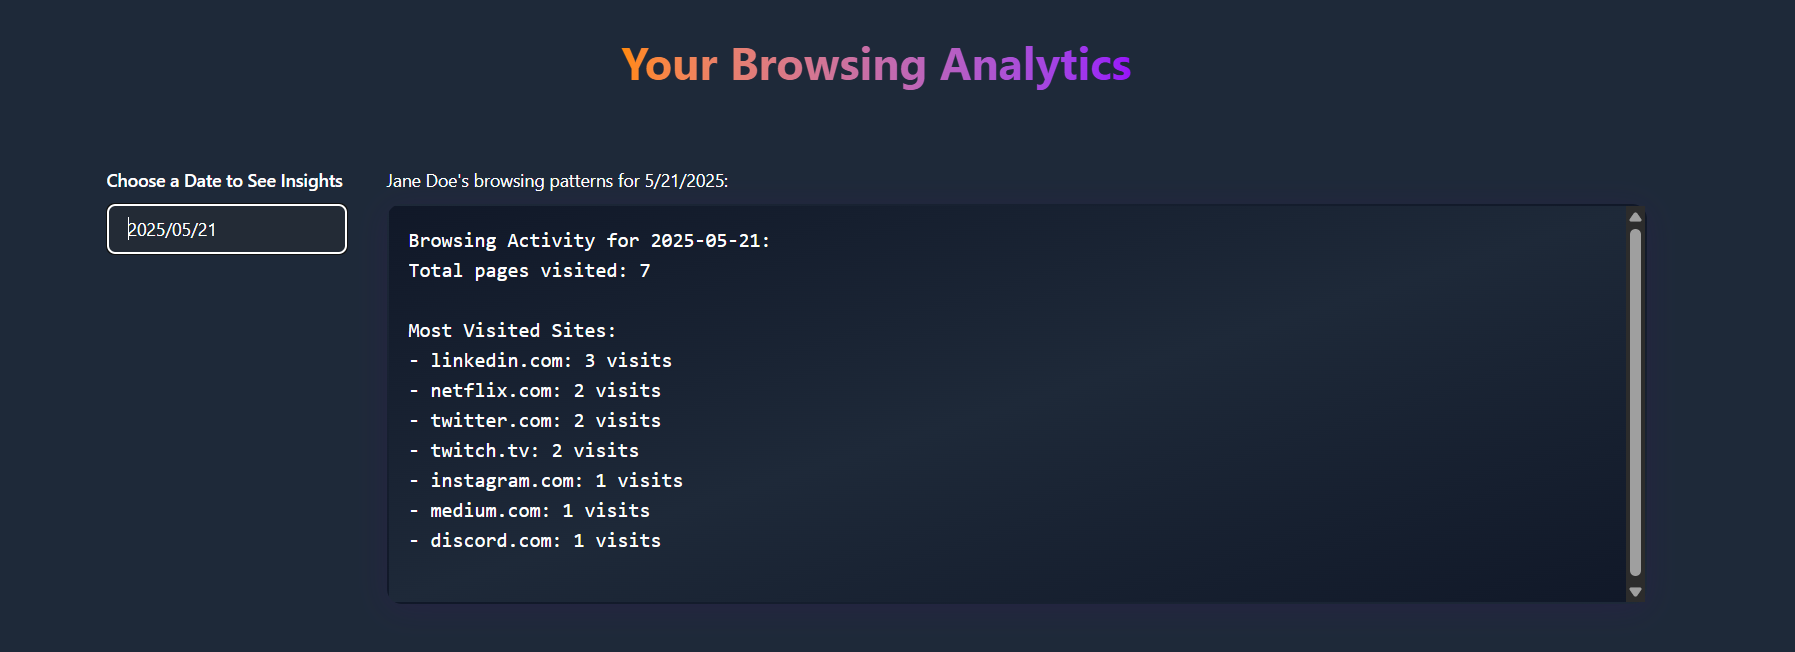 Your Browsing Analytics
Choose a Date to See Insights
2025/05/21
Jane Doe's browsing patterns for 5/21/2025:
Browsing Activity for 2025-05-21:
Total pages visited: 7
Most Visited Sites:
- linkedin.com: 3 visits
- netflix.com: 2 visits
- twitter.com: 2 visits
- twitch.tv: 2 visits
- instagram.com: 1 visits
- medium.com: 1 visits
- discord.com: 1 visits